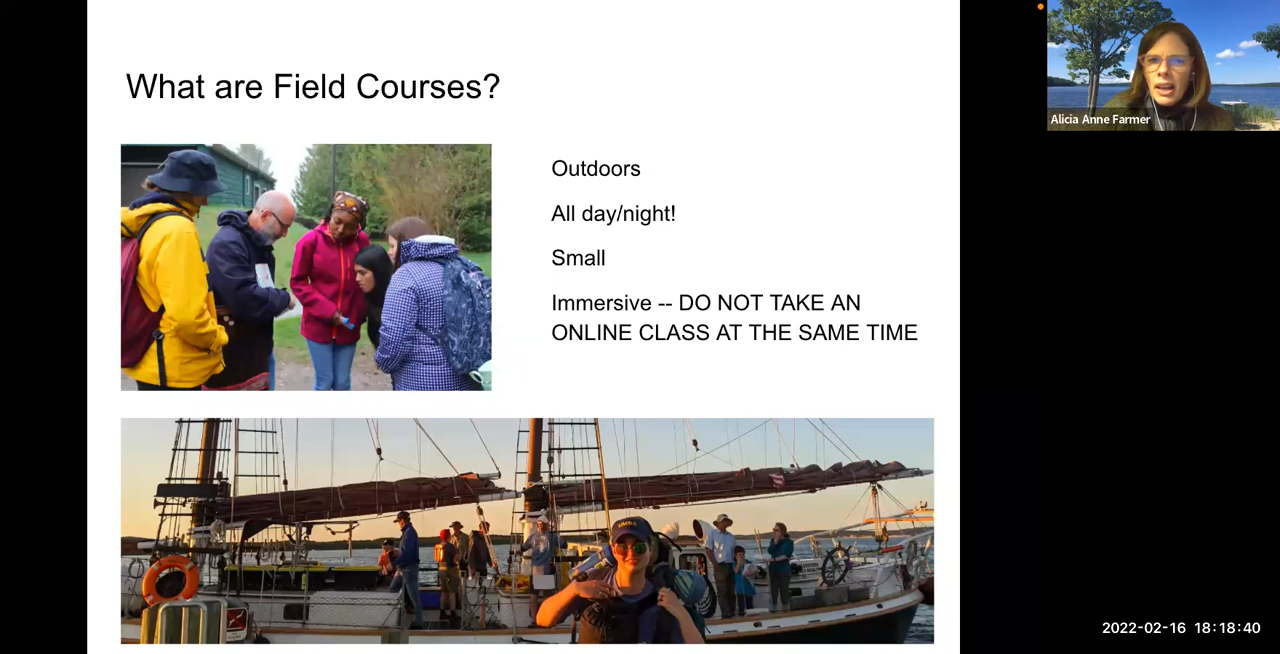 What are Field Courses?
Alicia Anne Farmer
Outdoors
All day/night!
Small
Immersive -- DO NOT TAKE AN
ONLINE CLASS AT THE SAME TIME
2022-02-16 18:18:40